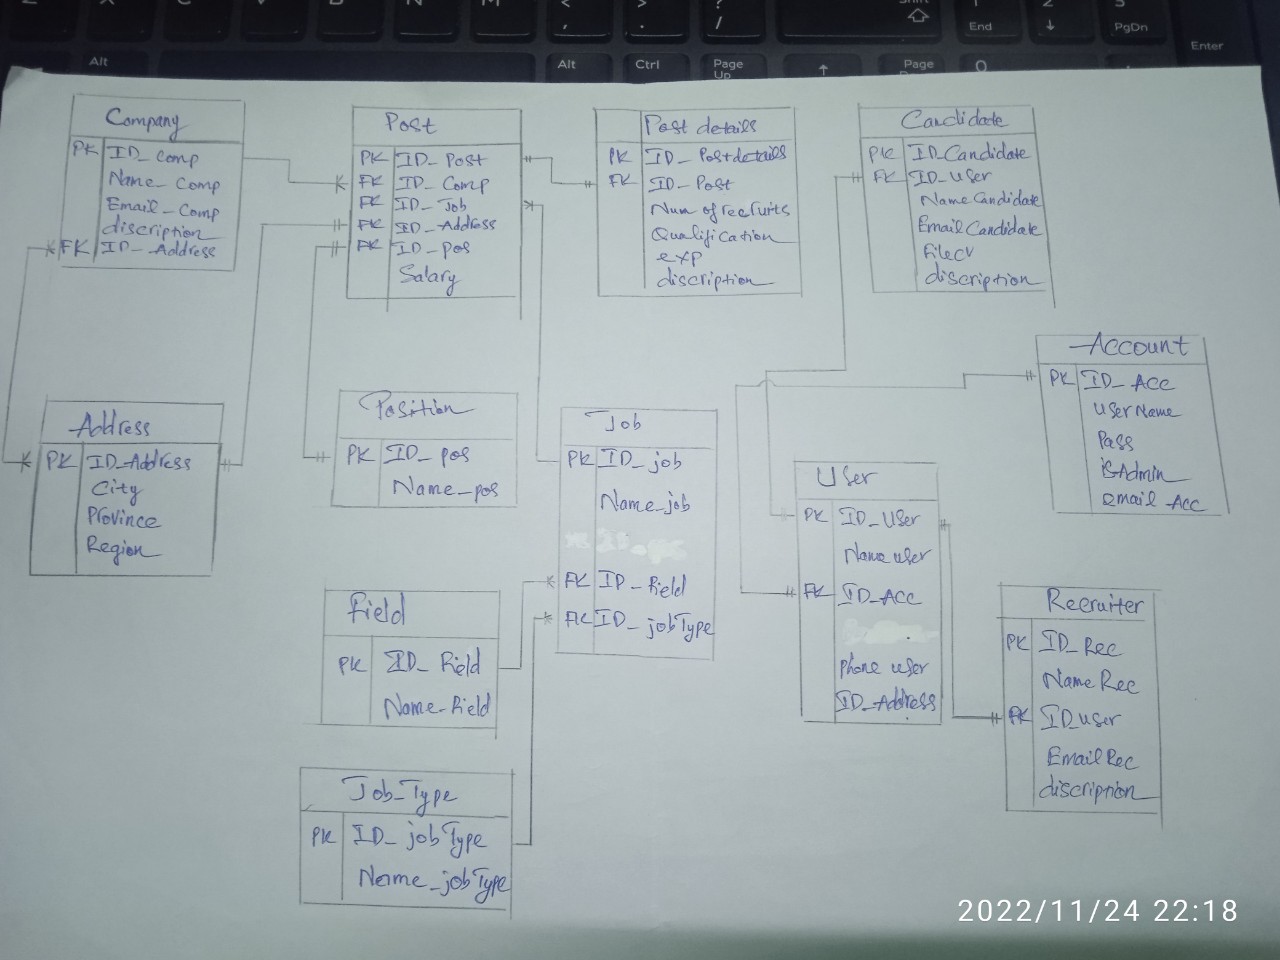 Alt
Alt
Ctrl
Page
Up
Page
End
PgDn
Enter
Company
PK ID_Comp
Name_Comp
Email_Comp
discription
FK ID_Address
Post
PK ID_Post
FK ID_Comp
FK ID_Job
FK ID_Address
FK ID_pos
Salary
Post details
PK ID_Postdetails
FK ID_Post
Num of recruits
Qualification
exp
discription
Candidate
PK ID_Candidate
FK ID_User
Name Candidate
Email Candidate
Filecv
discription
Account
PK ID_Acc
UserName
Pass
isAdmin
email_Acc
Address
PK ID_Address
City
Province
Region
Position
PK ID_pos
Name_pos
Job
PK ID_job
Name_job
FK ID_Field
FK ID_jobType
User
PK ID_User
Name user
FK ID_Acc
phone user
ID_Address
Field
PK ID_Field
Name_Field
Recruiter
PK ID_Rec
Name Rec
FK ID user
Email Rec
discription
Job_Type
PK ID_jobType
Name_jobType
2022/11/24 22:18